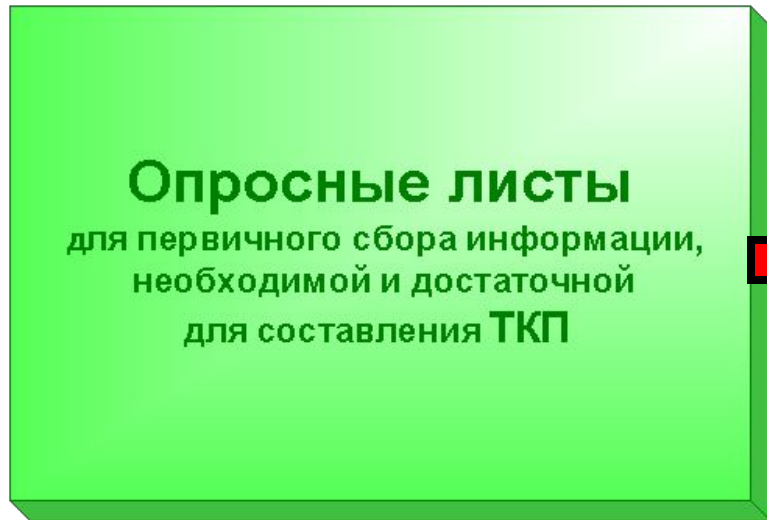 Опросные листы
для первичного сбора информации,
необходимой и достаточной
для составления ТКП